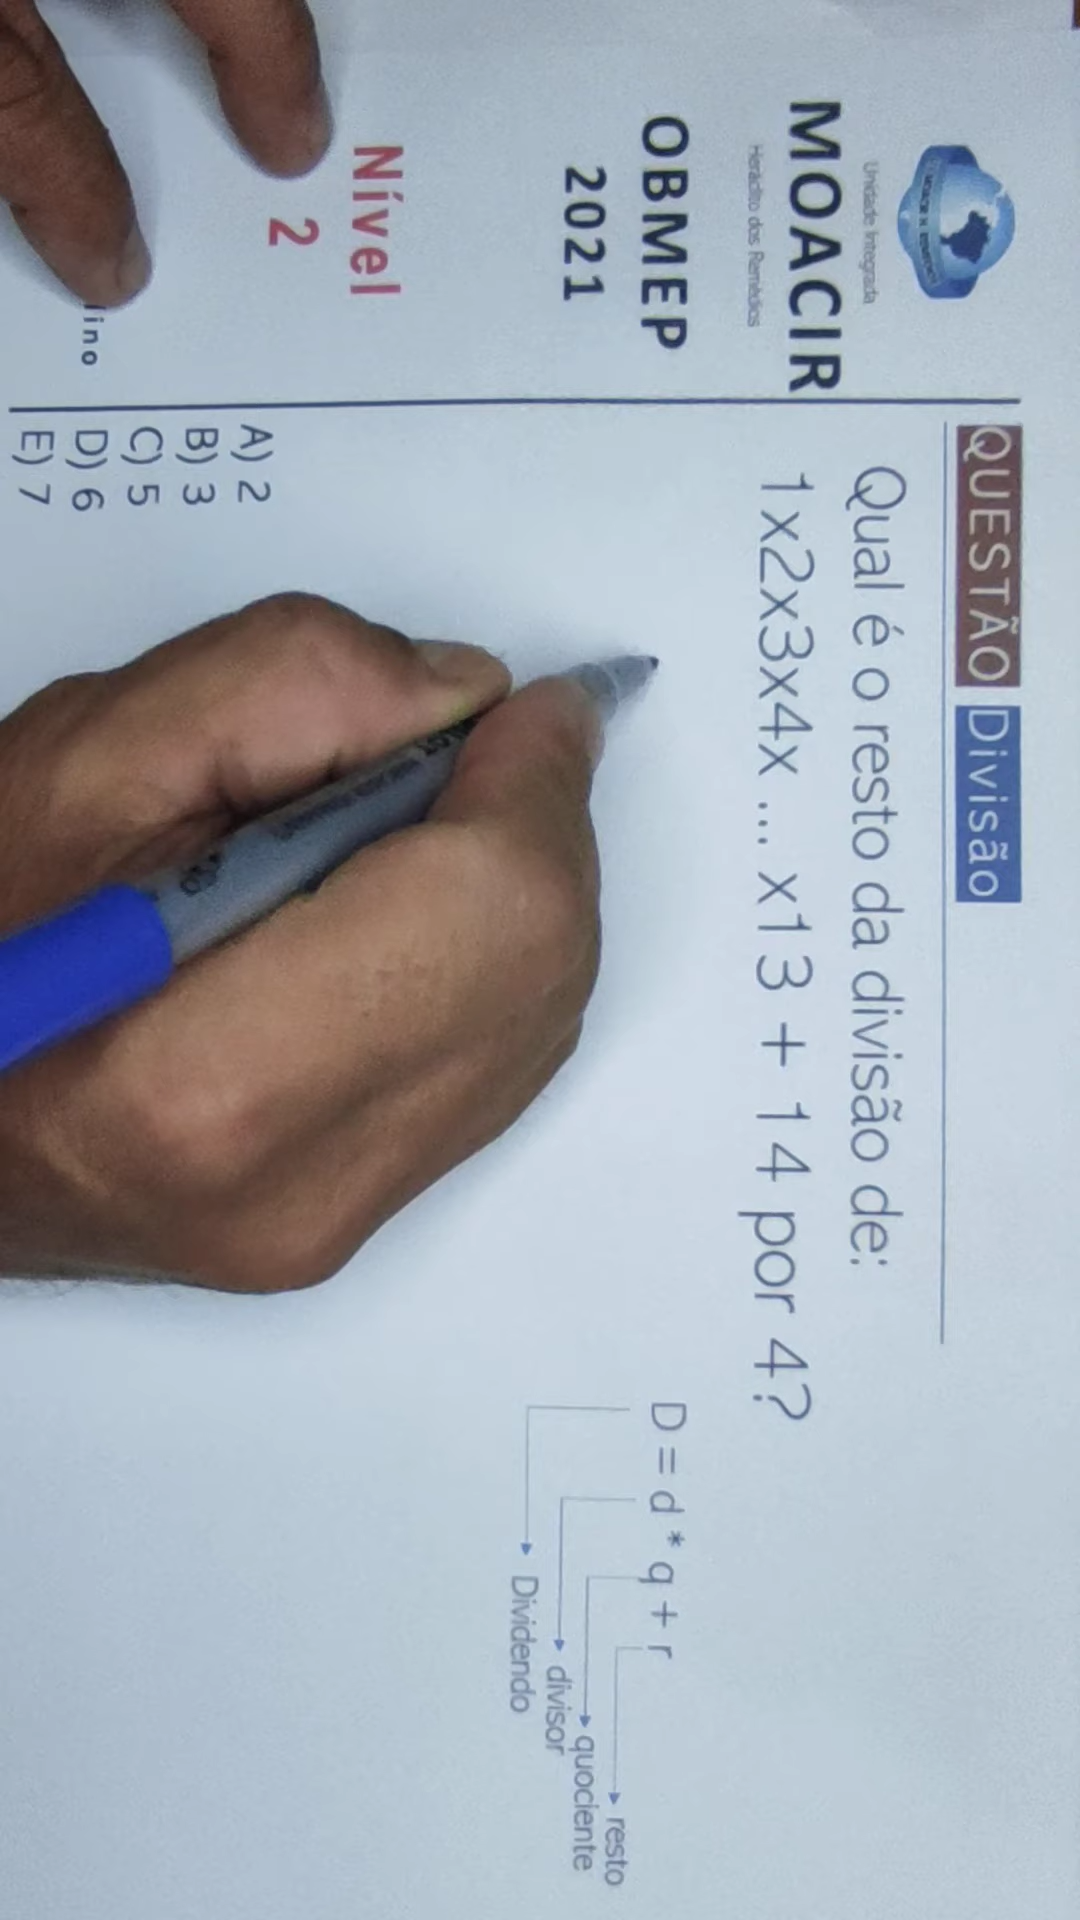 Unidade Integrada
MOACIR
Heráclito dos Remédios
OBMEP
2021
Nível
2
lino
QUESTÃO Divisão
Qual é o resto da divisão de:
1x2x3x4x ... x13 + 14 por 4?
D = d * q + r
resto
quociente
divisor
Dividendo
A) 2
B) 3
C) 5
D) 6
E) 7